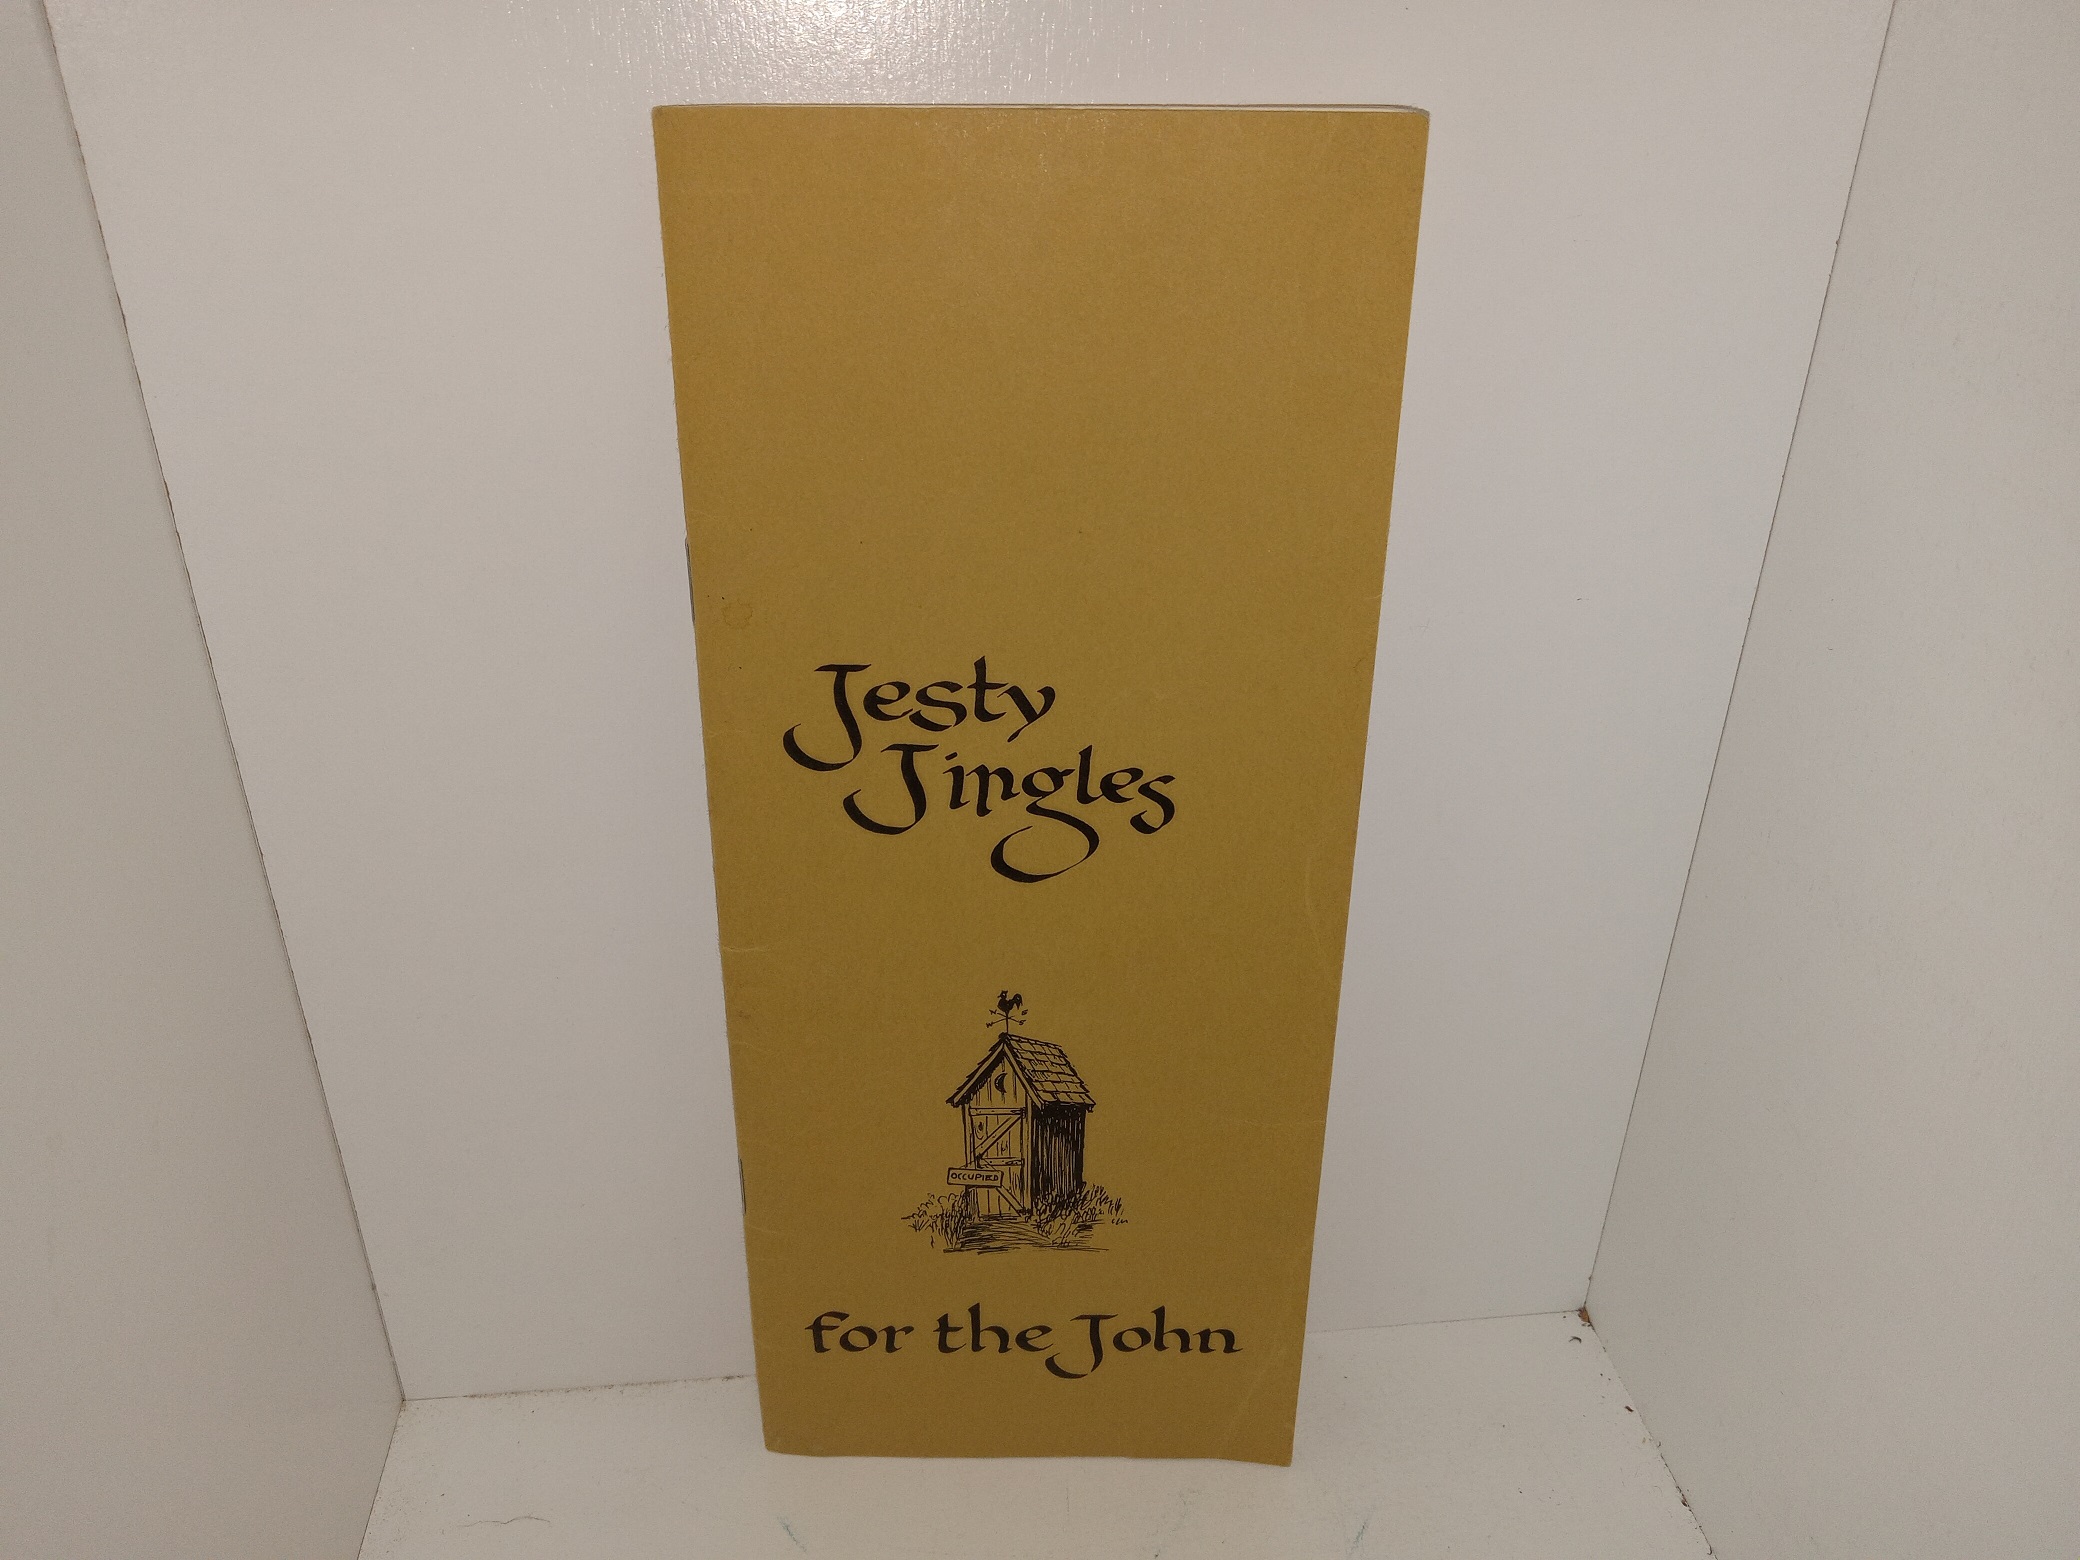 Jesty
Jingles
N E
W S
OCCUPIED
for the John